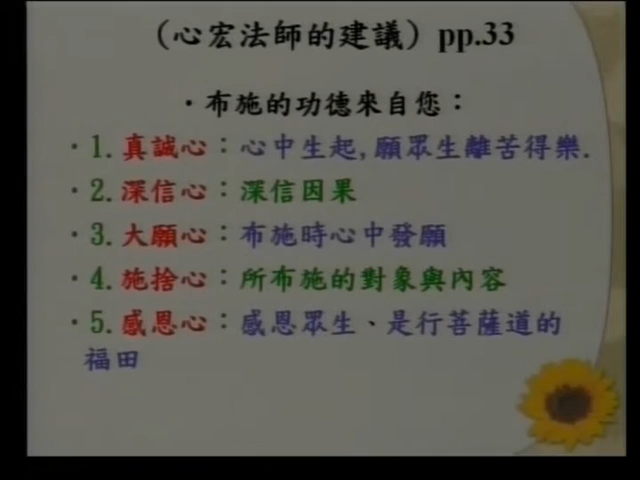 （心宏法師的建議）pp.33
·布施的功德來自您：
·1.真誠心：心中生起,願眾生離苦得樂.
·2.深信心：深信因果
·3.大願心：布施時心中發願
·4.施捨心：所布施的對象與內容
·5.感恩心：感恩眾生、是行菩薩道的
福田